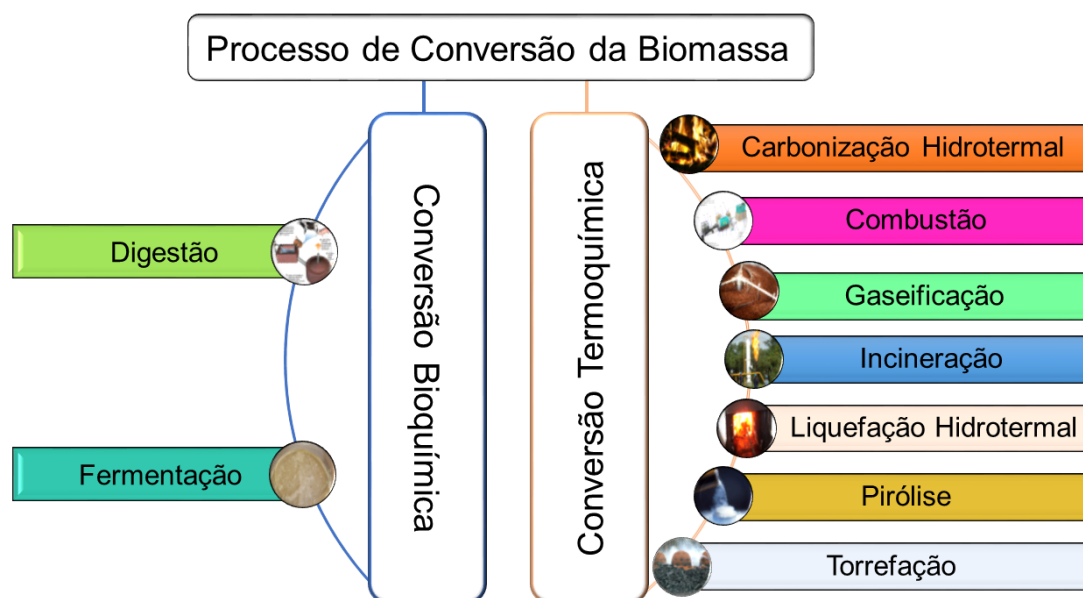 Processo de Conversão da Biomassa
Conversão Bioquímica
Digestão
Fermentação
Conversão Termoquímica
Carbonização Hidrotermal
Combustão
Gaseificação
Incineração
Liquefação Hidrotermal
Pirólise
Torrefação